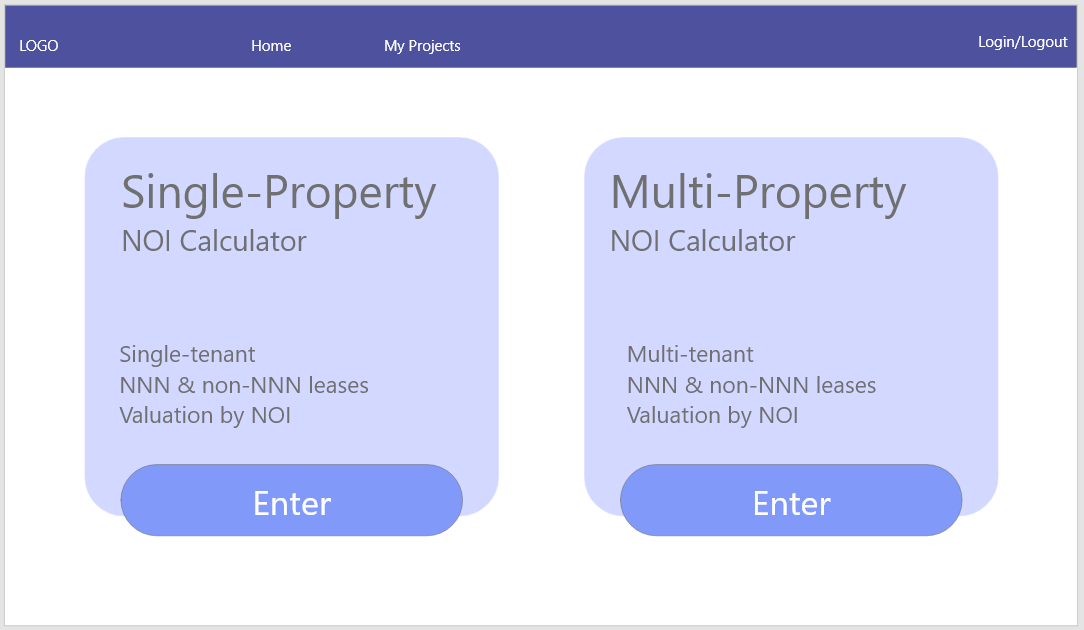 LOGO
Home
My Projects
Login/Logout
Single-Property
NOI Calculator
Single-tenant
NNN & non-NNN leases
Valuation by NOI
Enter
Multi-Property
NOI Calculator
Multi-tenant
NNN & non-NNN leases
Valuation by NOI
Enter